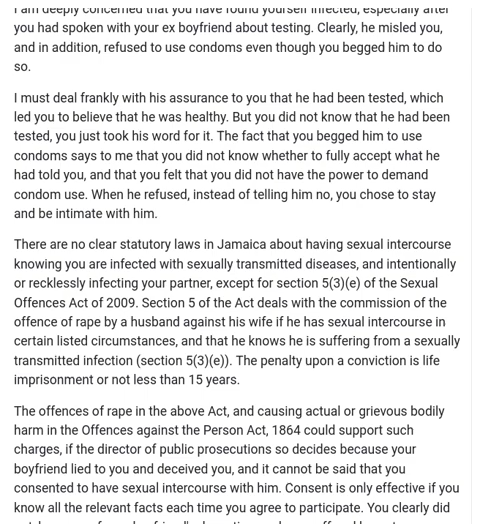 I am deeply concerned that you have found yourself infected, especially after
you had spoken with your ex boyfriend about testing. Clearly, he misled you,
and in addition, refused to use condoms even though you begged him to do
so.
I must deal frankly with his assurance to you that he had been tested, which
led you to believe that he was healthy. But you did not know that he had been
tested, you just took his word for it. The fact that you begged him to use
condoms says to me that you did not know whether to fully accept what he
had told you, and that you felt that you did not have the power to demand
condom use. When he refused, instead of telling him no, you chose to stay
and be intimate with him.
There are no clear statutory laws in Jamaica about having sexual intercourse
knowing you are infected with sexually transmitted diseases, and intentionally
or recklessly infecting your partner, except for section 5(3)(e) of the Sexual
Offences Act of 2009. Section 5 of the Act deals with the commission of the
offence of rape by a husband against his wife if he has sexual intercourse in
certain listed circumstances, and that he knows he is suffering from a sexually
transmitted infection (section 5(3)(e)). The penalty upon a conviction is life
imprisonment or not less than 15 years.
The offences of rape in the above Act, and causing actual or grievous bodily
harm in the Offences against the Person Act, 1864 could support such
charges, if the director of public prosecutions so decides because your
boyfriend lied to you and deceived you, and it cannot be said that you
consented to have sexual intercourse with him. Consent is only effective if you
know all the relevant facts each time you agree to participate. You clearly did